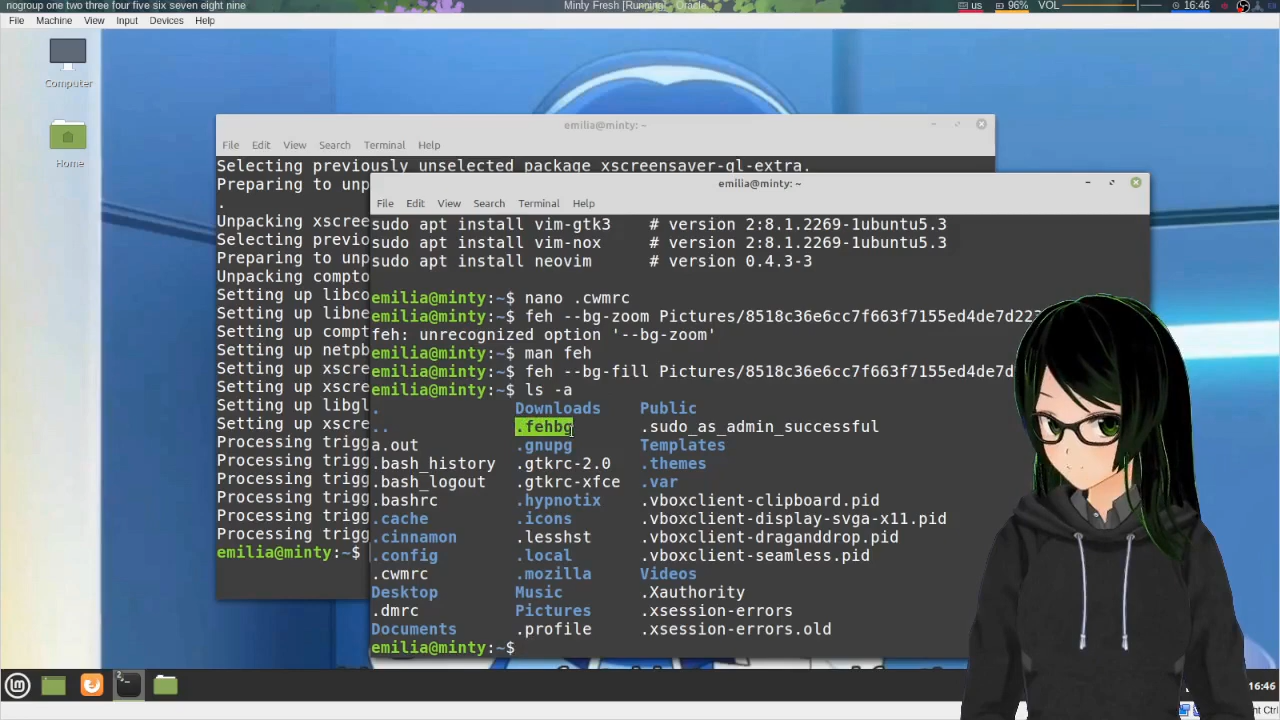 nogroup one two three four five six seven eight nine
Minty Fresh [Running] - Oracle
us 96% VOL 16:46
File Machine View Input Devices Help
Computer
Home
emilia@minty: ~
File Edit View Search Terminal Help
Selecting previously unselected package xscreensaver-gl-extra.
Preparing to unp
.
Unpacking xscree
Selecting previo
Preparing to unp
Unpacking compto
Setting up libco
Setting up libne
Setting up compt
Setting up netpb
Setting up xscre
Setting up xscre
Setting up xscre
Setting up libgl
Setting up xscre
Processing trigg
Processing trigg
Processing trigg
Processing trigg
Processing trigg
Processing trigg
emilia@minty:~$
emilia@minty: ~
File Edit View Search Terminal Help
sudo apt install vim-gtk3 # version 2:8.1.2269-1ubuntu5.3
sudo apt install vim-nox # version 2:8.1.2269-1ubuntu5.3
sudo apt install neovim # version 0.4.3-3
emilia@minty:~$ nano .cwmrc
emilia@minty:~$ feh --bg-zoom Pictures/8518c36e6cc7f663f7155ed4de7d22
feh: unrecognized option '--bg-zoom'
emilia@minty:~$ man feh
emilia@minty:~$ feh --bg-fill Pictures/8518c36e6cc7f663f7155ed4de7d
emilia@minty:~$ ls -a
. Downloads Public
.. .fehbg .sudo_as_admin_successful
a.out .gnupg Templates
.bash_history .gtkrc-2.0 .themes
.bash_logout .gtkrc-xfce .var
.bashrc .hypnotix .vboxclient-clipboard.pid
.cache .icons .vboxclient-display-svga-x11.pid
.cinnamon .lesshst .vboxclient-draganddrop.pid
.config .local .vboxclient-seamless.pid
.cwmrc .mozilla Videos
Desktop Music .Xauthority
.dmrc Pictures .xsession-errors
Documents .profile .xsession-errors.old
emilia@minty:~$
16:46
ht Ctrl